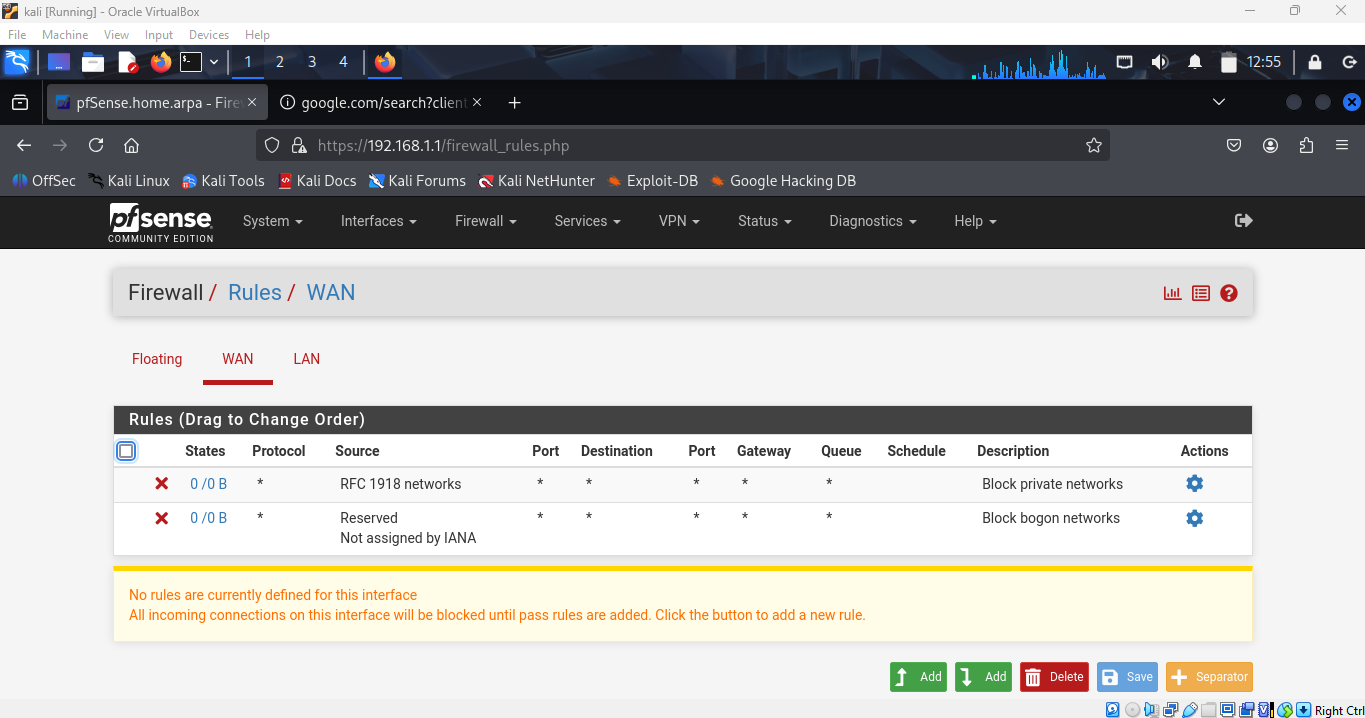 kali [Running] - Oracle VirtualBox
File Machine View Input Devices Help
1 2 3 4 12:55
pfSense.home.arpa - Fire
google.com/search?client
https://192.168.1.1/firewall_rules.php
OffSec Kali Linux Kali Tools Kali Docs Kali Forums Kali NetHunter Exploit-DB Google Hacking DB
pfsense System Interfaces Firewall Services VPN Status Diagnostics Help
COMMUNITY EDITION
Firewall / Rules / WAN
Floating WAN LAN
Rules (Drag to Change Order)
States Protocol Source Port Destination Port Gateway Queue Schedule Description Actions
0 /0 B * RFC 1918 networks * * * * * Block private networks
0 /0 B * Reserved * * * * * Block bogon networks
Not assigned by IANA
No rules are currently defined for this interface
All incoming connections on this interface will be blocked until pass rules are added. Click the button to add a new rule.
Add Add Delete Save Separator
Right Ctrl